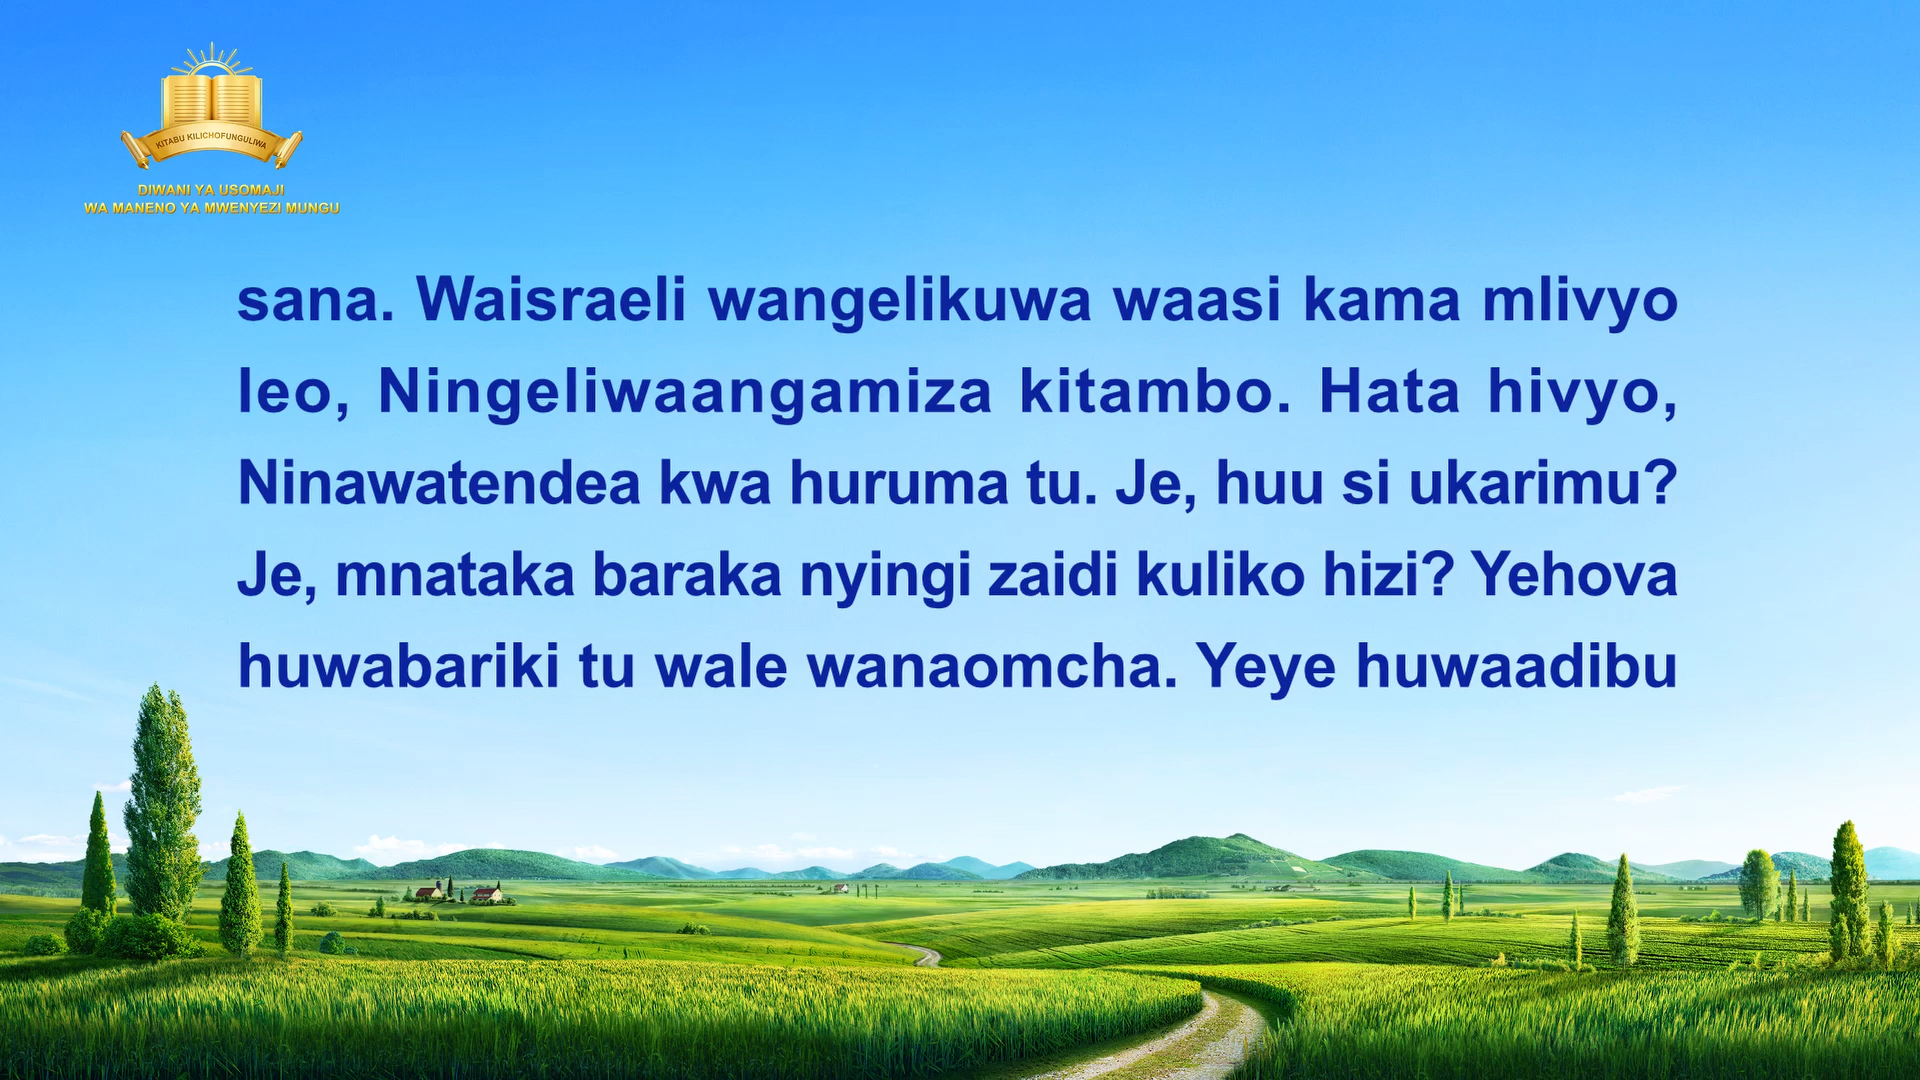 KITABU KILICHOFUNGULIWA
DIWANI YA USOMAJI
WA MANENO YA MWENYEZI MUNGU
sana. Waisraeli wangelikuwa waasi kama mlivyo
leo, Ningeliwaangamiza kitambo. Hata hivyo,
Ninawatendea kwa huruma tu. Je, huu si ukarimu?
Je, mnataka baraka nyingi zaidi kuliko hizi? Yehova
huwabariki tu wale wanaomcha. Yeye huwaadibu